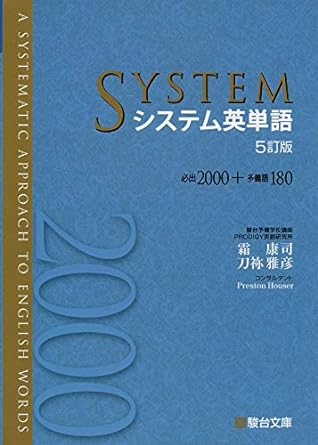 A SYSTEMATIC APPROACH TO ENGLISH WORDS
SYSTEM
システム英単語
5訂版
必出2000+多義語180
2000
駿台予備学校講師
PRODIGY英語研究所
霜 康司
刀祢 雅彦
コンサルタント
Preston Houser
駿台文庫